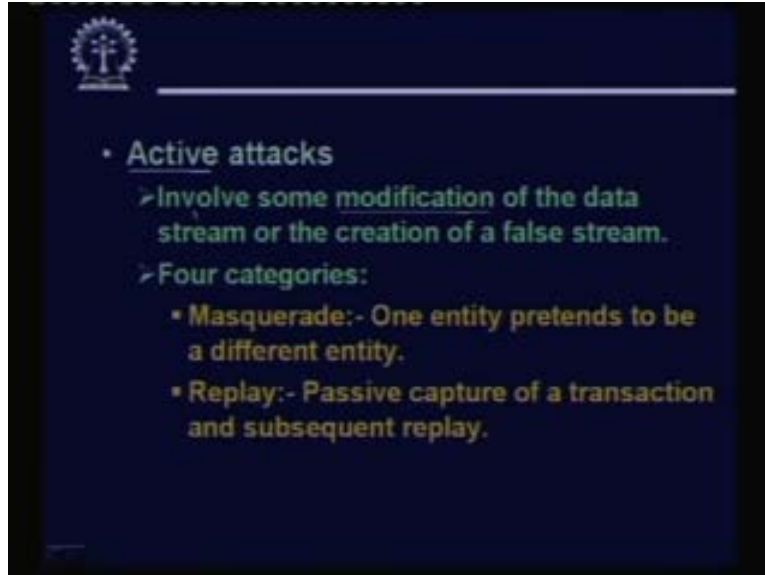 • Active attacks
➢Involve some modification of the data
stream or the creation of a false stream.
➢Four categories:
▪ Masquerade:- One entity pretends to be
a different entity.
▪ Replay:- Passive capture of a transaction
and subsequent replay.